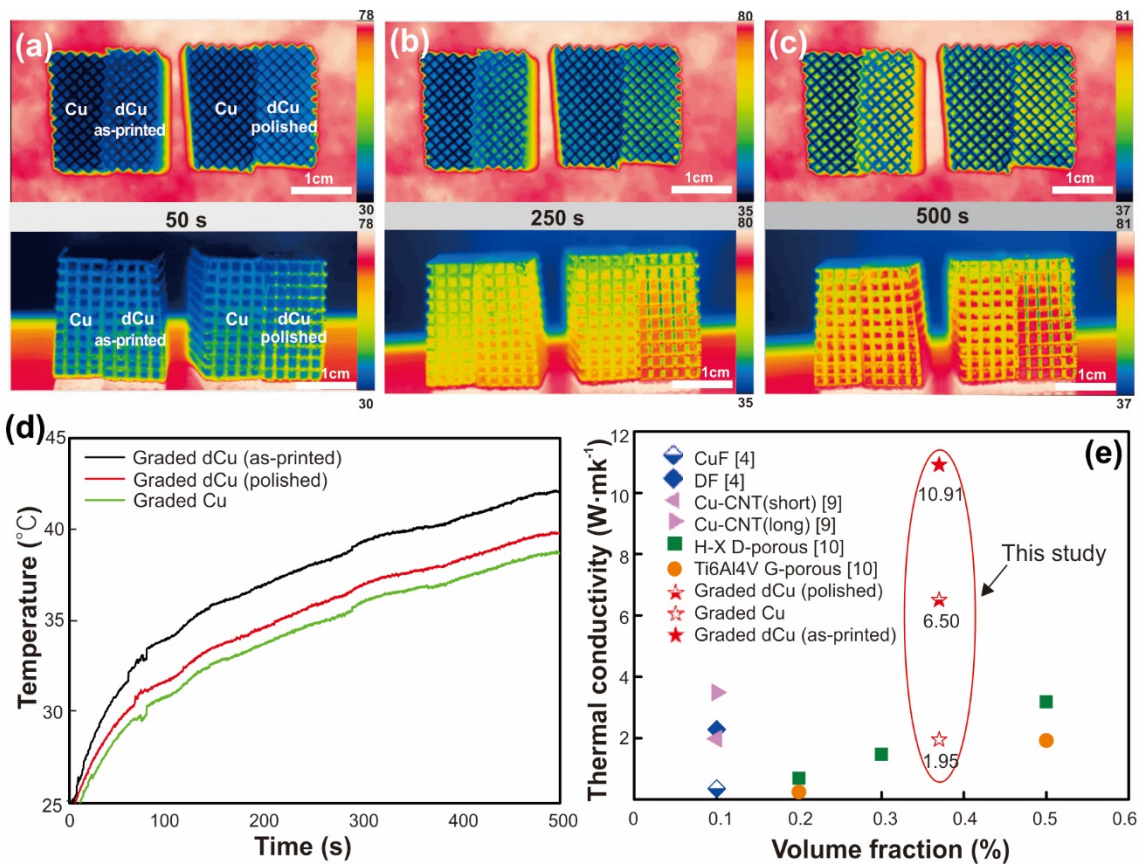 (a)
Cu
dCu
as-printed
Cu
dCu
polished
1cm
78
30
(b)
1cm
80
35
(c)
1cm
81
37
50 s
250 s
500 s
Cu
dCu
as-printed
Cu
dCu
polished
1cm
78
30
1cm
80
35
1cm
81
37
(d)
Temperature (℃)
45
40
35
30
25
Graded dCu (as-printed)
Graded dCu (polished)
Graded Cu
0
100
200
300
400
500
Time (s)
(e)
Thermal conductivity (W·mk⁻¹)
12
10
8
6
4
2
CuF [4]
DF [4]
Cu-CNT(short) [9]
Cu-CNT(long) [9]
H-X D-porous [10]
Ti6Al4V G-porous [10]
Graded dCu (polished)
Graded Cu
Graded dCu (as-printed)
10.91
6.50
1.95
This study
0.0
0.1
0.2
0.3
0.4
0.5
0.6
Volume fraction (%)